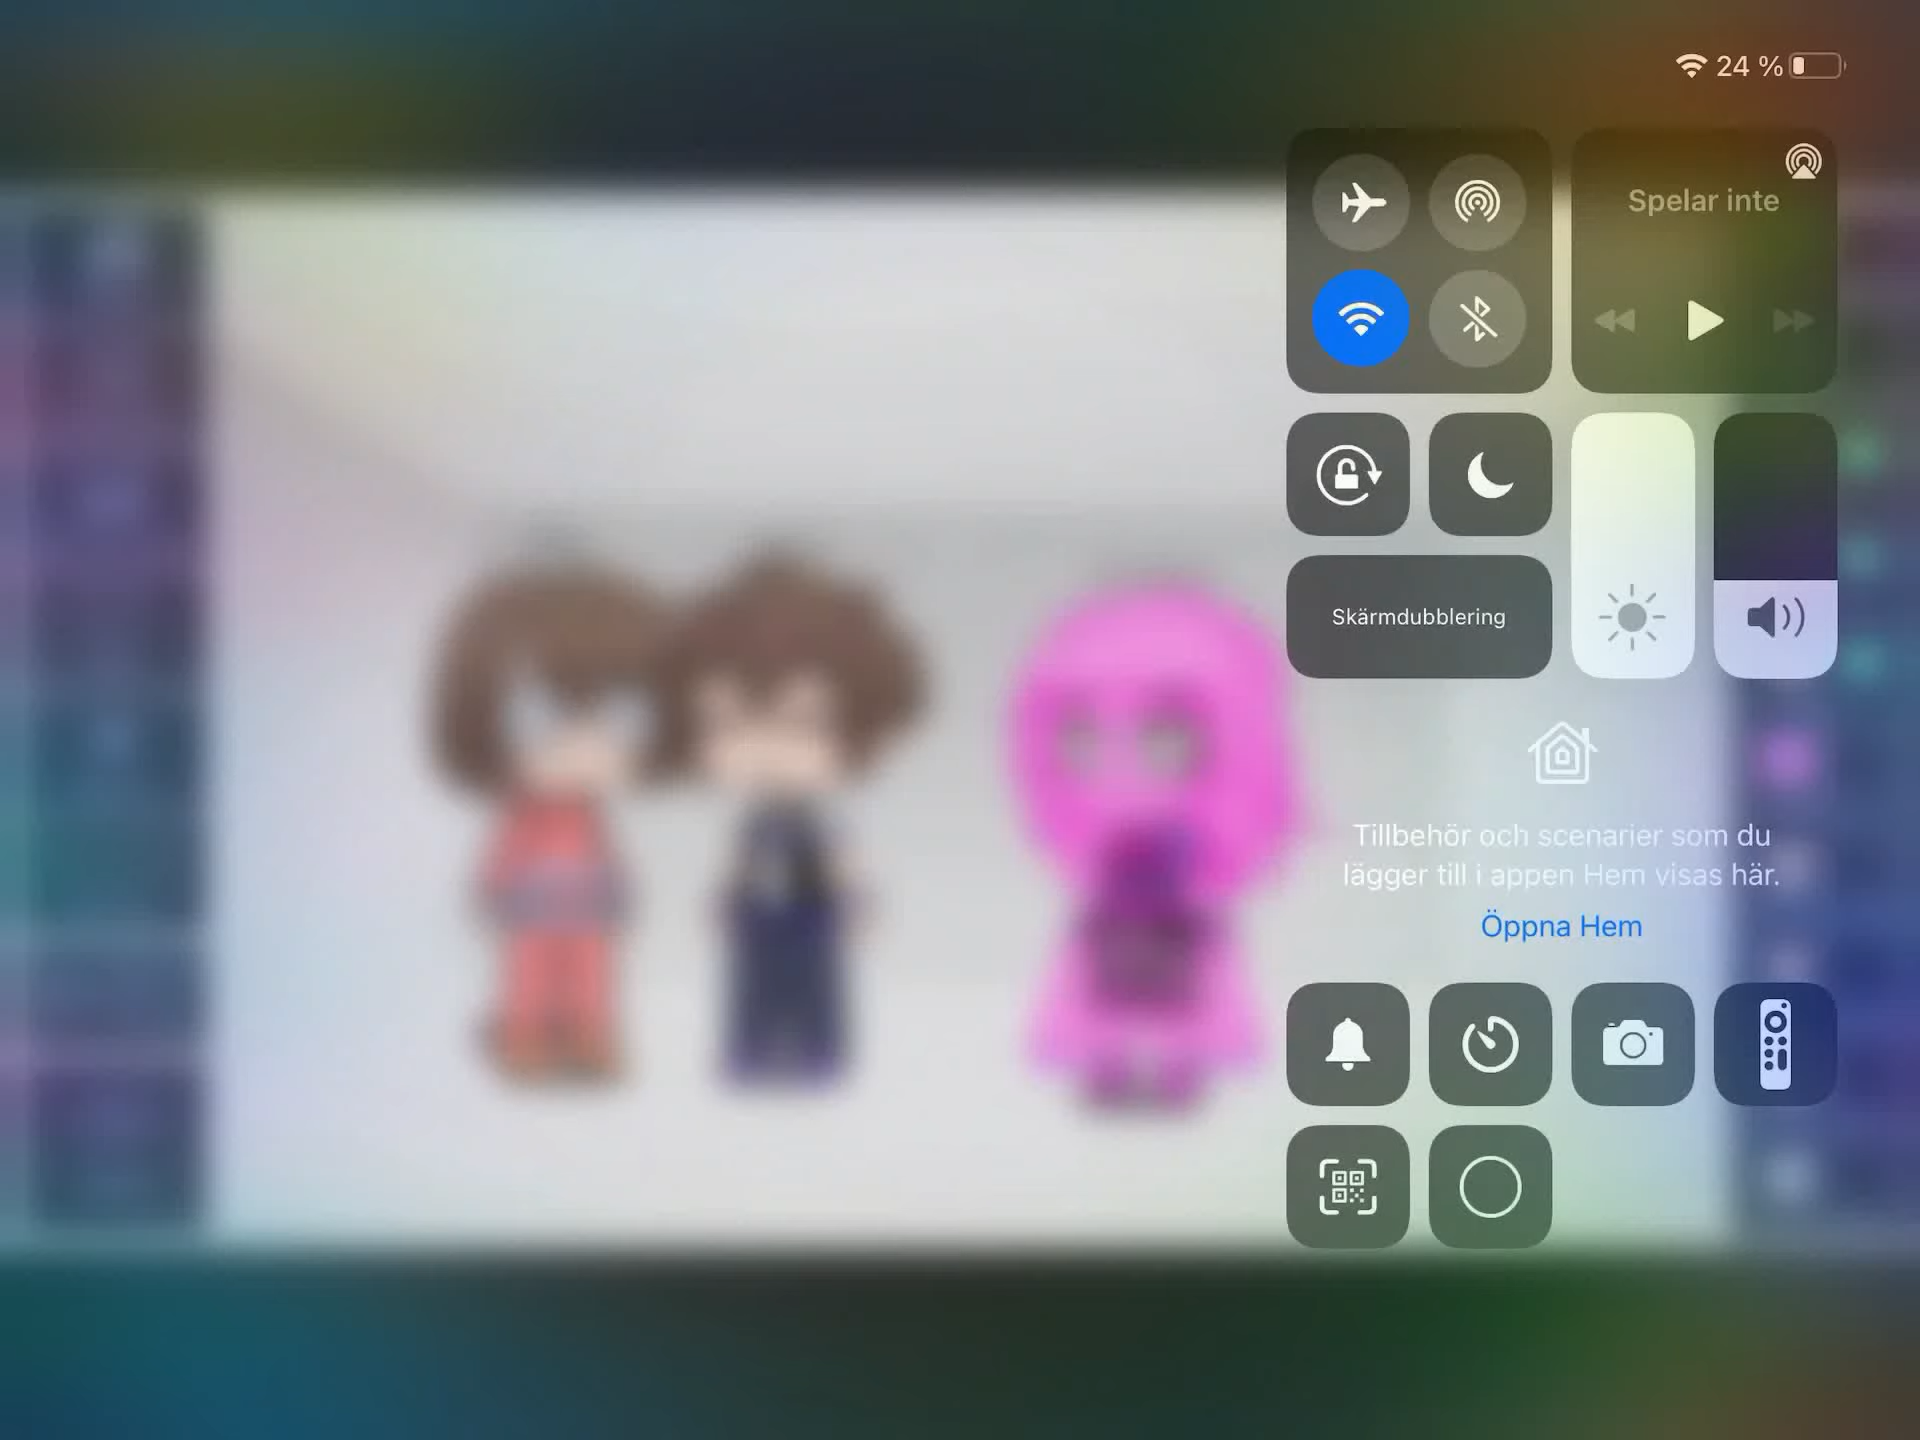 24 %
Spelar inte
Skärmdubblering
Tillbehör och scenarier som du
lägger till i appen Hem visas här.
Öppna Hem